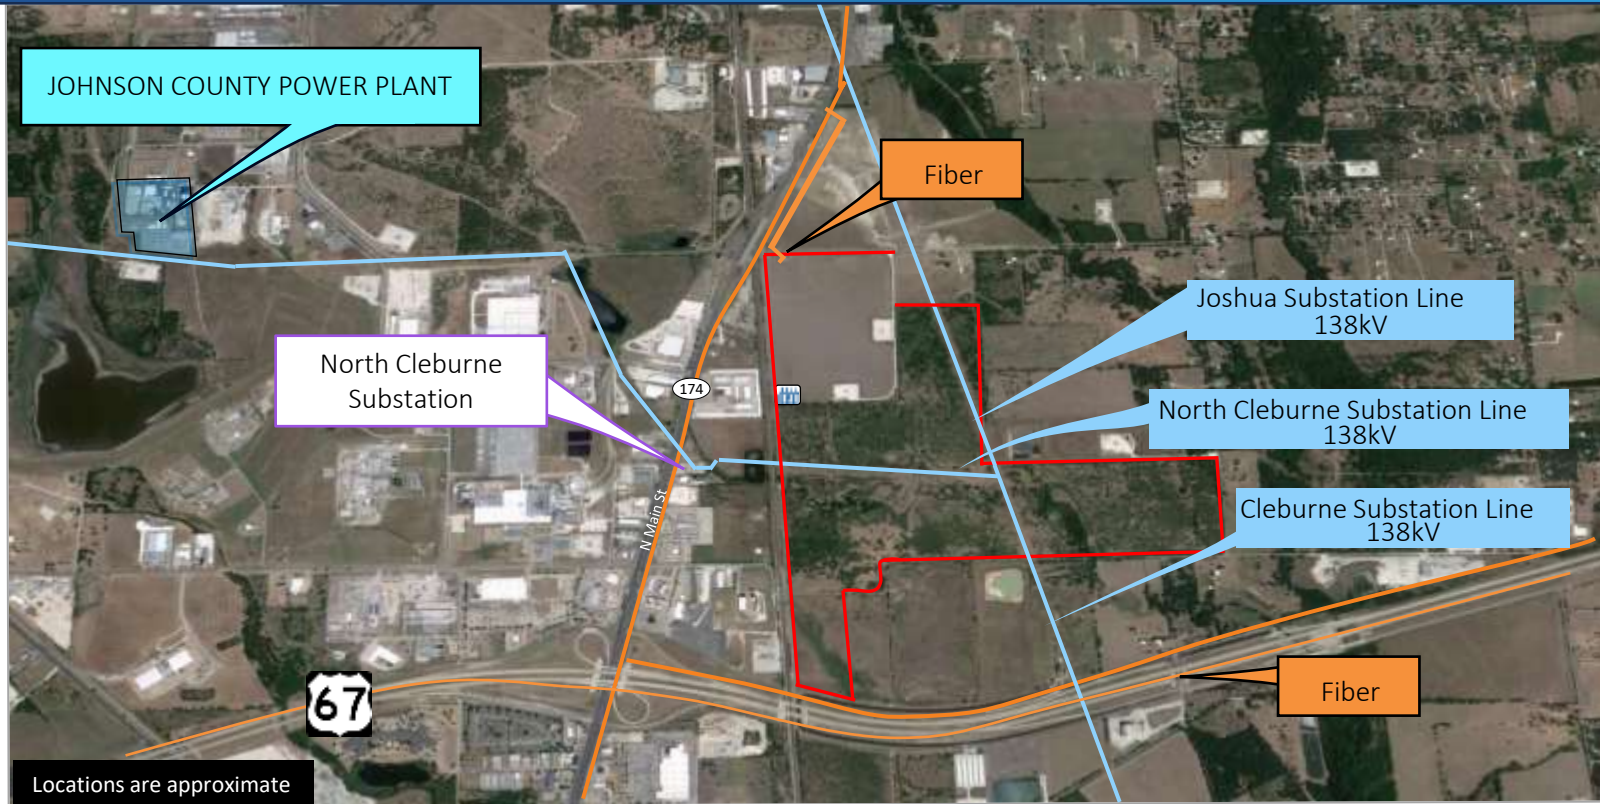 JOHNSON COUNTY POWER PLANT
Fiber
Joshua Substation Line
138kV
North Cleburne
Substation
174
North Cleburne Substation Line
138kV
Cleburne Substation Line
138kV
N Main St
67
Fiber
Locations are approximate